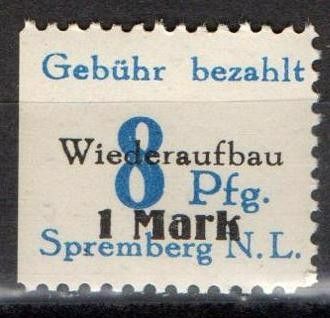 Gebühr bezahlt
Wiederaufbau
8 Pfg.
1 Mark
Spremberg N.L.